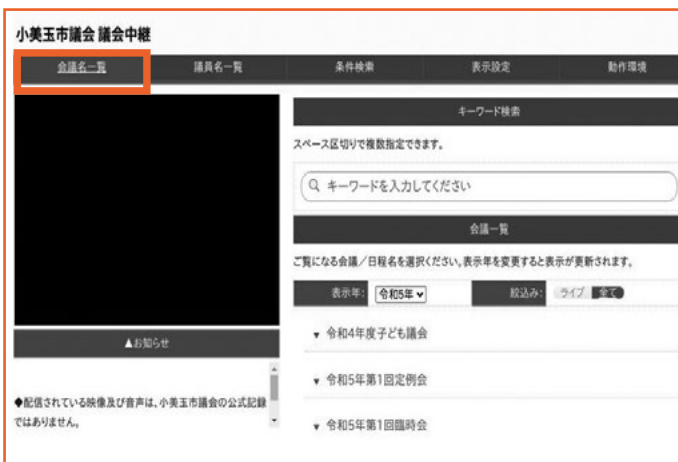 小美玉市議会 議会中継
会議名一覧 議員名一覧 条件検索 表示設定 動作環境
キーワード検索
スペース区切りで複数指定できます。
キーワードを入力してください
会議一覧
ご覧になる会議／日程名を選択ください。表示年を変更すると表示が更新されます。
表示年: 令和5年 絞込み: ライブ 全て
▼ 令和4年度子ども議会
▼ 令和5年第1回定例会
▼ 令和5年第1回臨時会
▲お知らせ
◆配信されている映像及び音声は、小美玉市議会の公式記録
ではありません。